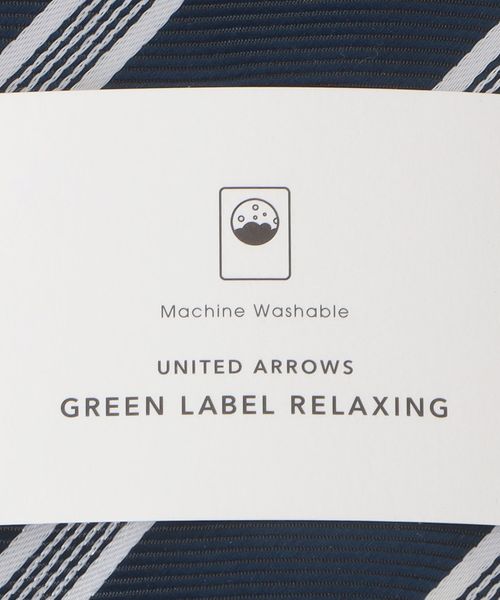 Machine Washable
UNITED ARROWS
GREEN LABEL RELAXING